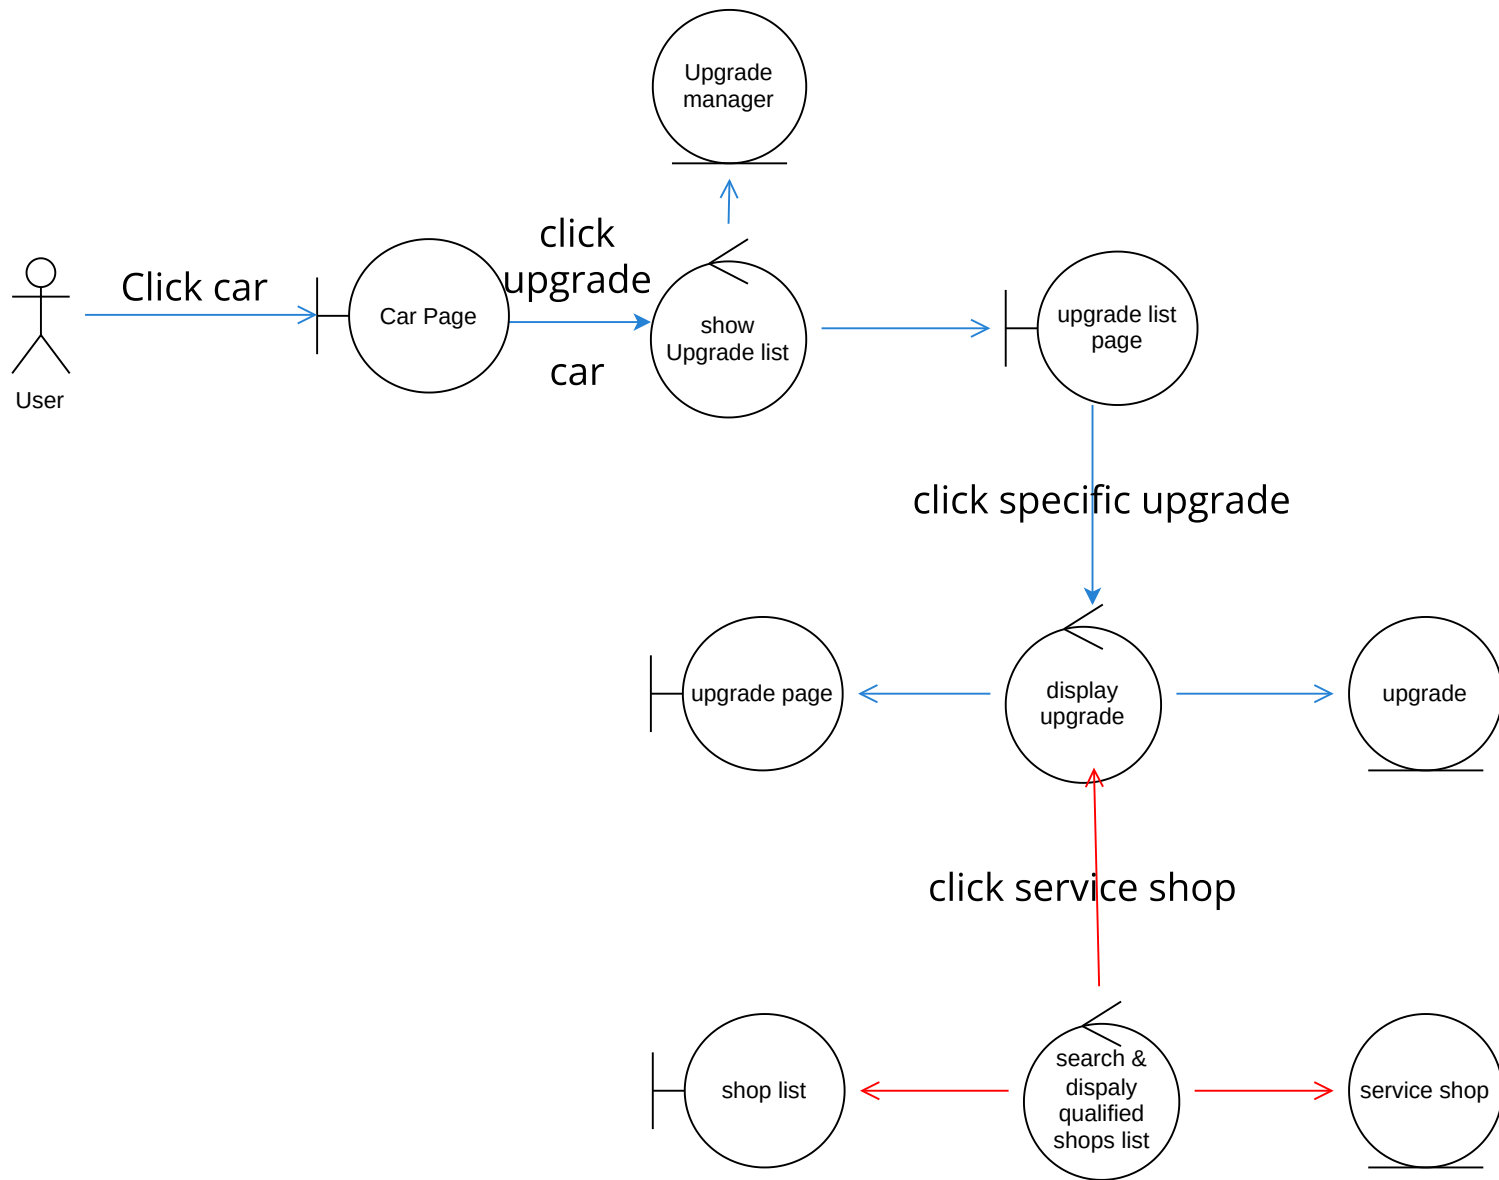 Upgrade
manager
click
upgrade
Click car
Car Page
show
Upgrade list
upgrade list
page
car
User
click specific upgrade
upgrade page
display
upgrade
upgrade
click service shop
shop list
search &
dispaly
qualified
shops list
service shop